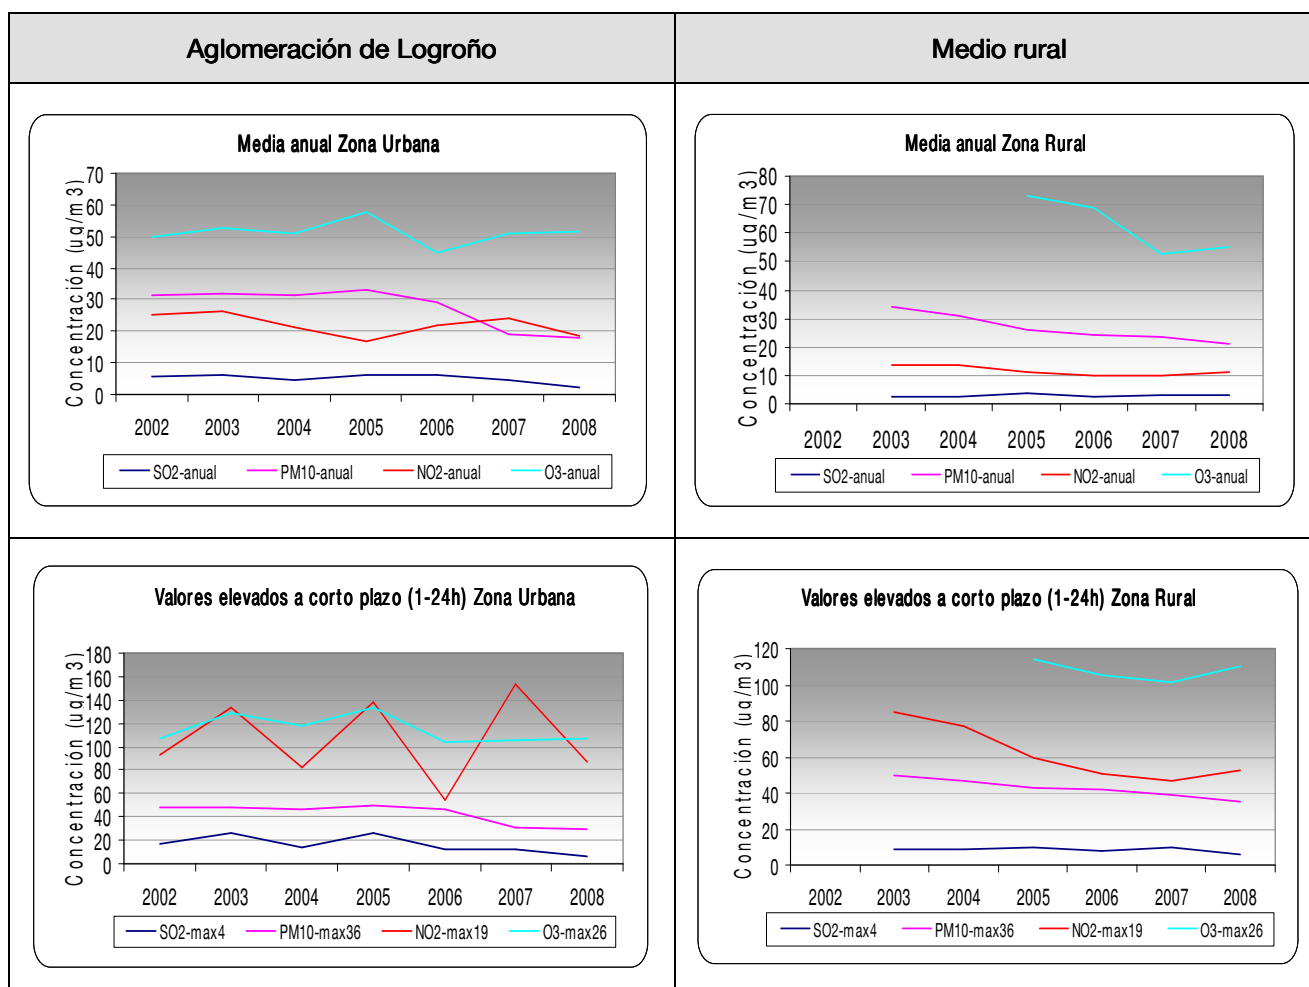 Aglomeración de Logroño
Medio rural
Media anual Zona Urbana
Concentración (ug/m3)
70
60
50
40
30
20
10
0
2002 2003 2004 2005 2006 2007 2008
SO2-anual PM10-anual NO2-anual O3-anual
Media anual Zona Rural
Concentración (ug/m3)
80
70
60
50
40
30
20
10
0
2002 2003 2004 2005 2006 2007 2008
SO2-anual PM10-anual NO2-anual O3-anual
Valores elevados a corto plazo (1-24h) Zona Urbana
Concentración (ug/m3)
180
160
140
120
100
80
60
40
20
0
2002 2003 2004 2005 2006 2007 2008
SO2-max4 PM10-max36 NO2-max19 O3-max26
Valores elevados a corto plazo (1-24h) Zona Rural
Concentración (ug/m3)
120
100
80
60
40
20
0
2002 2003 2004 2005 2006 2007 2008
SO2-max4 PM10-max36 NO2-max19 O3-max26